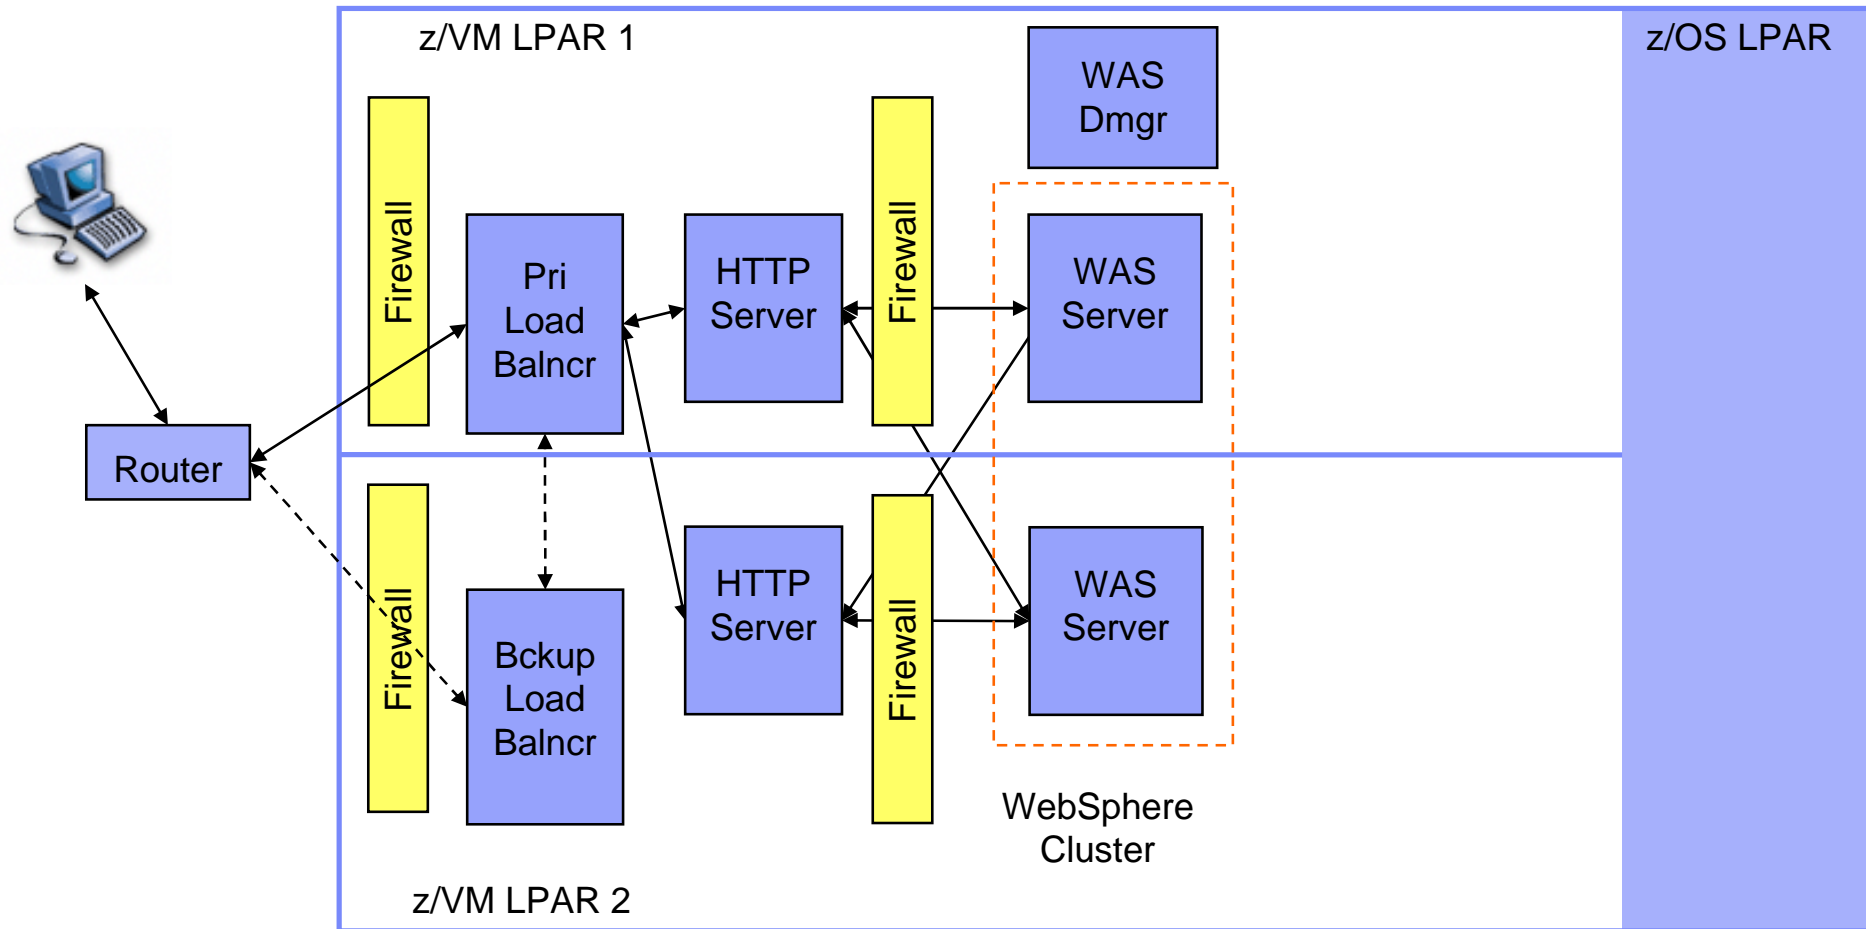 z/VM LPAR 1
z/OS LPAR
WAS
Dmgr
Firewall
Pri
Load
Balncr
HTTP
Server
Firewall
WAS
Server
Router
Firewall
Bckup
Load
Balncr
HTTP
Server
Firewall
WAS
Server
WebSphere
Cluster
z/VM LPAR 2